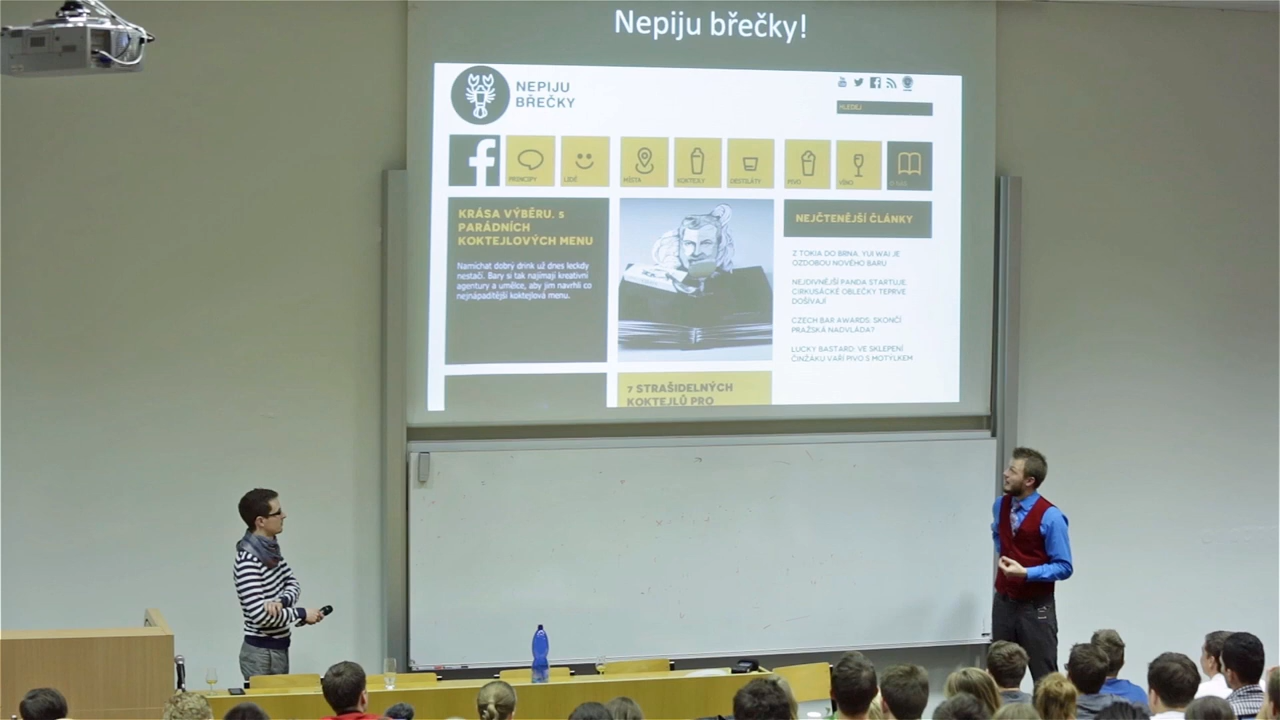 Nepiju břečky!
NEPIJU
BŘEČKY
HLEDEJ
PRINCIPY
LIDÉ
MÍSTA
KOKTEJLY
DESTILÁTY
PIVO
VÍNO
O NÁS
KRÁSA VÝBĚRU. 5
PARÁDNÍCH
KOKTEJLOVÝCH MENU
Namíchat dobrý drink už dnes leckdy
nestačí. Bary si tak najímají kreativní
agentury a umělce, aby jim navrhli co
nejnápaditější koktejlová menu.
NEJČTENĚJŠÍ ČLÁNKY
Z TOKIA DO BRNA. YUI WAI JE
OZDOBOU NOVÉHO BARU
NEJDIVNĚJŠÍ PANDA STARTUJE.
CIRKUSÁCKÉ OBLEČKY TEPRVE
DOŠÍVAJÍ
CZECH BAR AWARDS. SKONČÍ
PRAŽSKÁ NADVLÁDA?
LUCKY BASTARD. VE SKLEPENÍ
ČINŽÁKU VAŘÍ PIVO S MOTÝLKEM
7 STRAŠIDELNÝCH
KOKTEJLŮ PRO